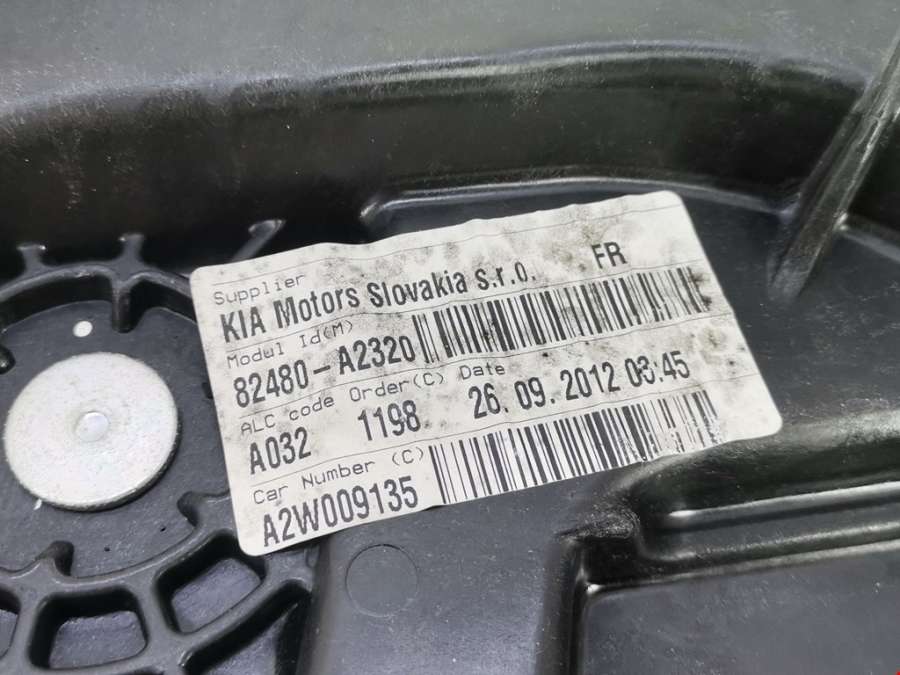 Supplier FR
KIA Motors Slovakia s.r.o.
Modul Id(M)
82480-A2320
ALC code Order(C) Date
A032 1198 26.09.2012 03:45
Car Number (C)
A2W009135